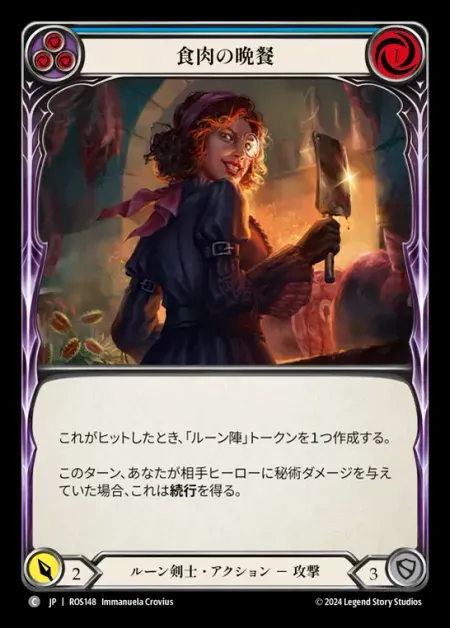 食肉の晩餐
1
これがヒットしたとき、「ルーン陣」トークンを1つ作成する。
このターン、あなたが相手ヒーローに秘術ダメージを与え
ていた場合、これは続行を得る。
2
ルーン剣士・アクション － 攻撃
3
C JP | ROS148 Immanuela Crovius
© 2024 Legend Story Studios